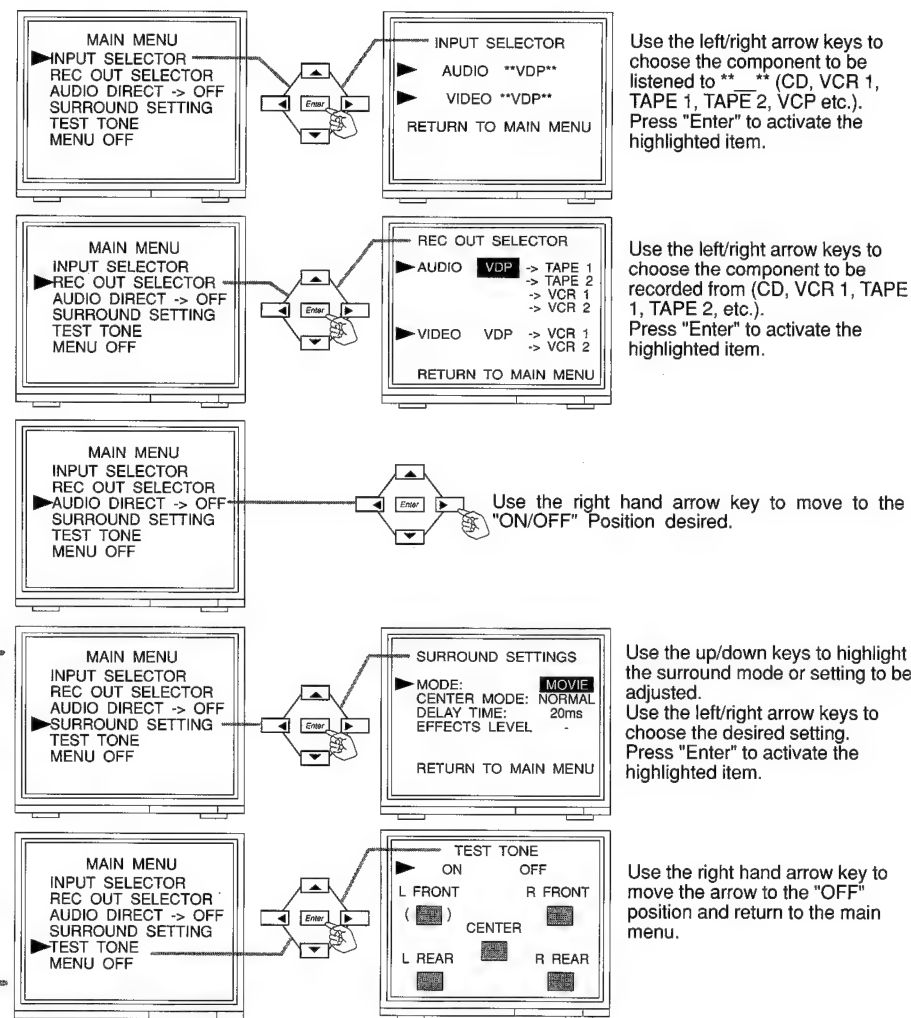 MAIN MENU
INPUT SELECTOR
REC OUT SELECTOR
AUDIO DIRECT -> OFF
SURROUND SETTING
TEST TONE
MENU OFF
Enter
INPUT SELECTOR
AUDIO **VDP**
VIDEO **VDP**
RETURN TO MAIN MENU
Use the left/right arrow keys to
choose the component to be
listened to **__** (CD, VCR 1,
TAPE 1, TAPE 2, VCP etc.).
Press "Enter" to activate the
highlighted item.
MAIN MENU
INPUT SELECTOR
REC OUT SELECTOR
AUDIO DIRECT -> OFF
SURROUND SETTING
TEST TONE
MENU OFF
Enter
REC OUT SELECTOR
AUDIO VDP -> TAPE 1
-> TAPE 2
-> VCR 1
-> VCR 2
VIDEO VDP -> VCR 1
-> VCR 2
RETURN TO MAIN MENU
Use the left/right arrow keys to
choose the component to be
recorded from (CD, VCR 1, TAPE
1, TAPE 2, etc.).
Press "Enter" to activate the
highlighted item.
MAIN MENU
INPUT SELECTOR
REC OUT SELECTOR
AUDIO DIRECT -> OFF
SURROUND SETTING
TEST TONE
MENU OFF
Enter
Use the right hand arrow key to move to the
"ON/OFF" Position desired.
MAIN MENU
INPUT SELECTOR
REC OUT SELECTOR
AUDIO DIRECT -> OFF
SURROUND SETTING
TEST TONE
MENU OFF
Enter
SURROUND SETTINGS
MODE: MOVIE
CENTER MODE: NORMAL
DELAY TIME: 20ms
EFFECTS LEVEL -
RETURN TO MAIN MENU
Use the up/down keys to highlight
the surround mode or setting to be
adjusted.
Use the left/right arrow keys to
choose the desired setting.
Press "Enter" to activate the
highlighted item.
MAIN MENU
INPUT SELECTOR
REC OUT SELECTOR
AUDIO DIRECT -> OFF
SURROUND SETTING
TEST TONE
MENU OFF
Enter
TEST TONE
ON OFF
L FRONT R FRONT
( )
CENTER
L REAR R REAR
Use the right hand arrow key to
move the arrow to the "OFF"
position and return to the main
menu.